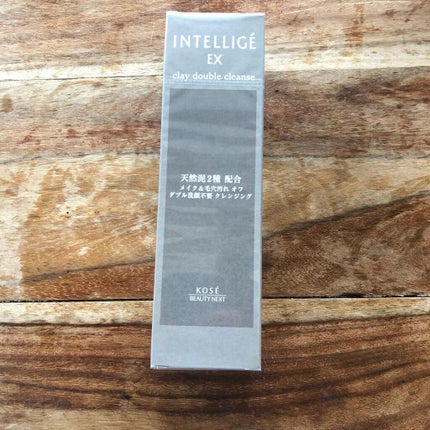 INTELLIGÉ
EX
clay double cleanse
天然泥2種 配合
メイク&毛穴汚れ オフ
ダブル洗顔不要 クレンジング
KOSÉ
BEAUTY NEXT